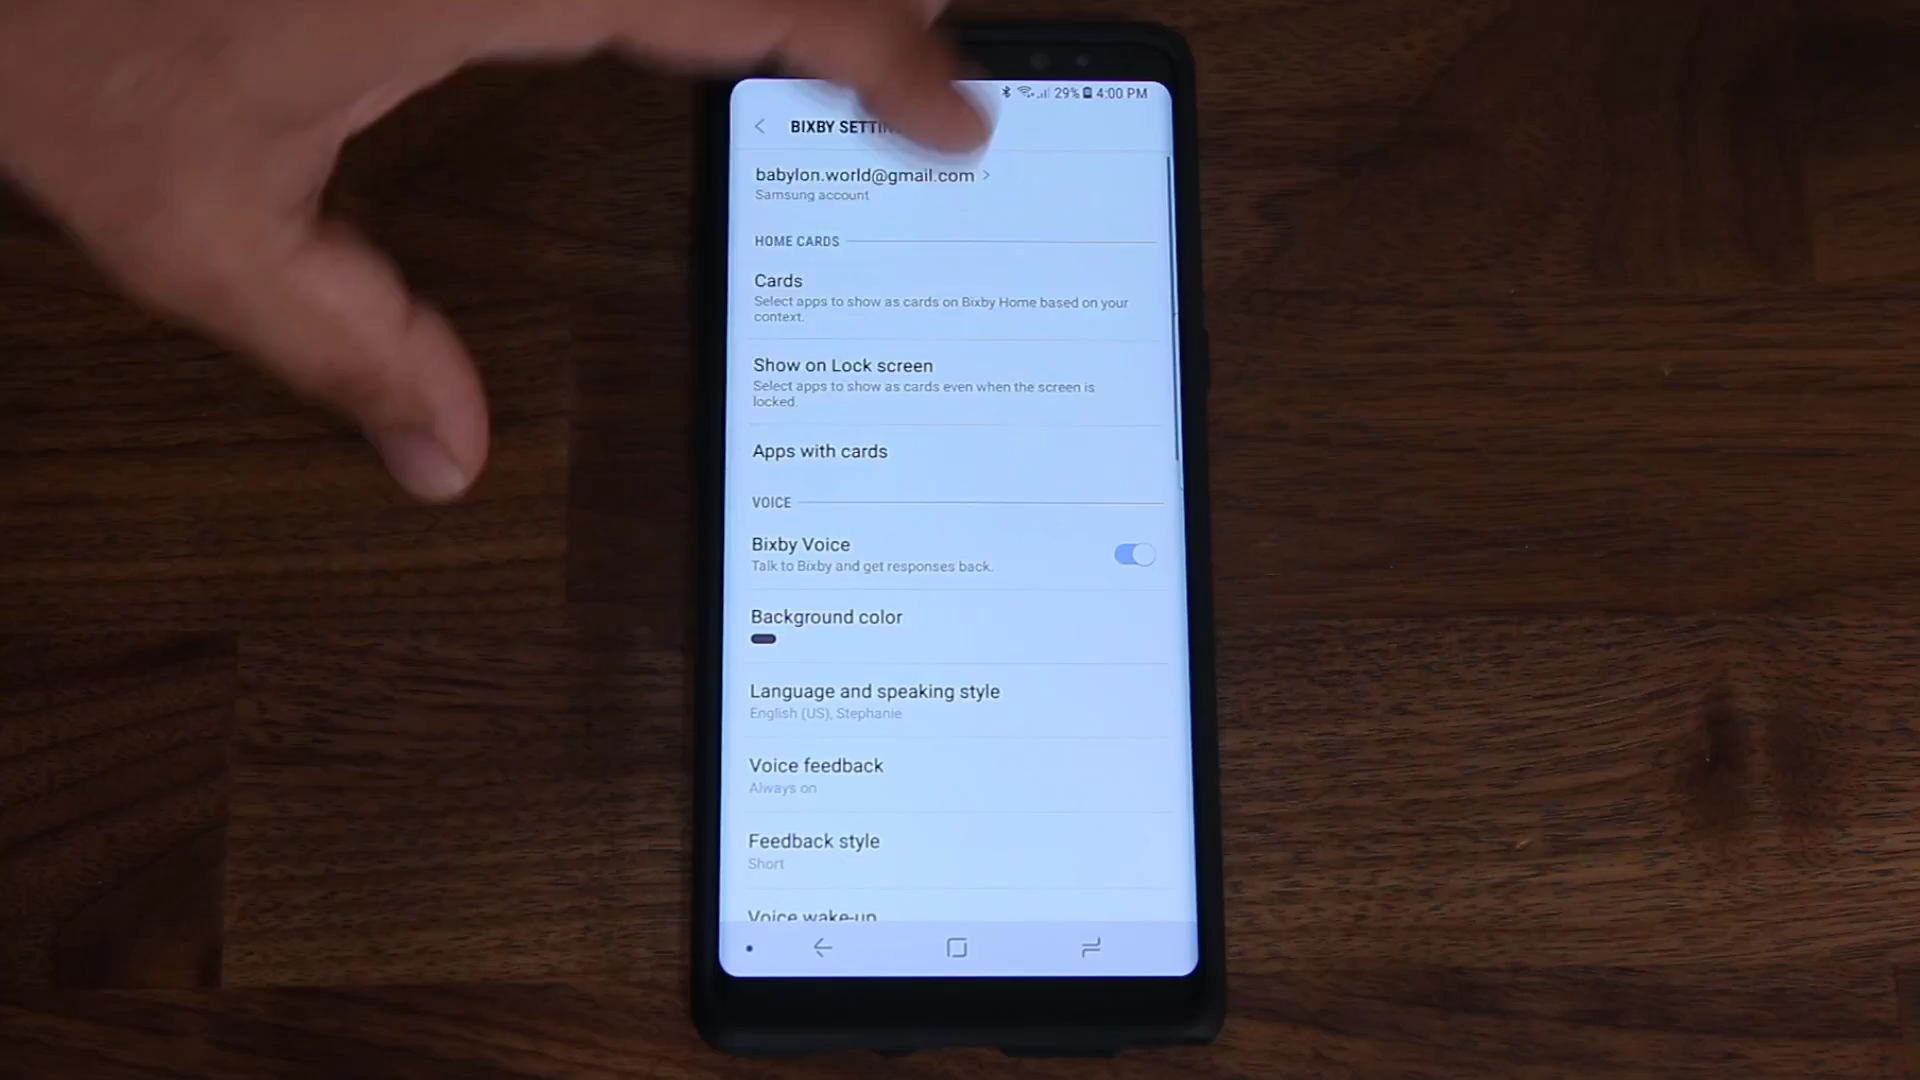 29% 4:00 PM
BIXBY
babylon.world@gmail.com
Samsung account
HOME CARDS
Cards
Select apps to show as cards on Bixby Home based on your
context.
Show on Lock screen
Select apps to show as cards even when the screen is
locked.
Apps with cards
VOICE
Bixby Voice
Talk to Bixby and get responses back.
Background color
Language and speaking style
English (US), Stephanie
Voice feedback
Always on
Feedback style
Short
Voice wake-up